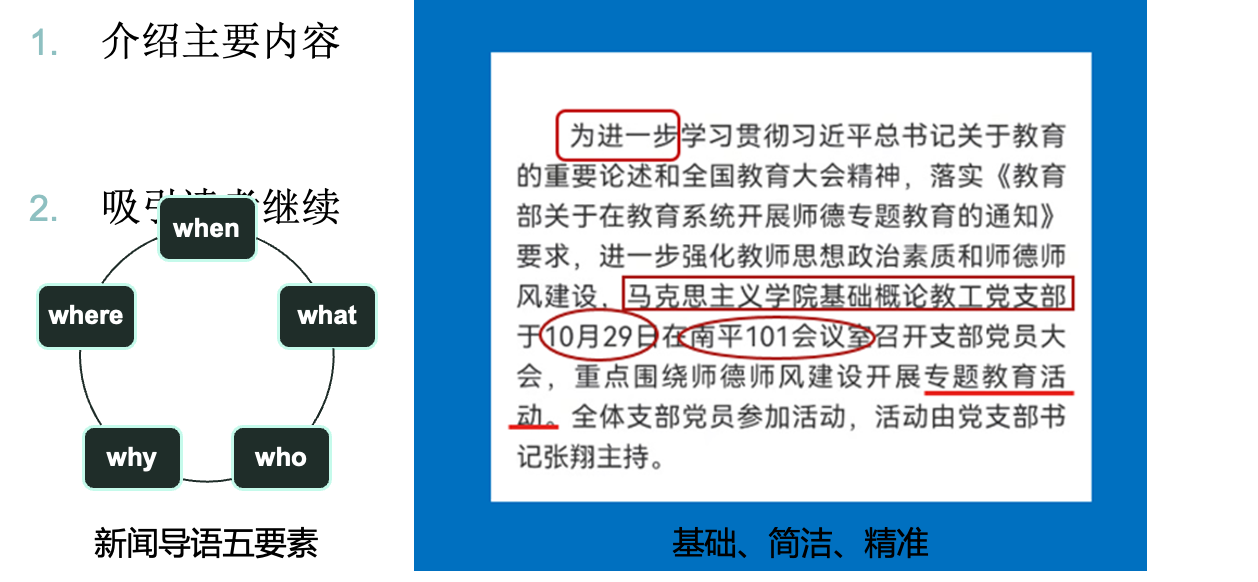 1. 介绍主要内容
2. 吸引读者继续
when
where
what
why
who
新闻导语五要素
为进一步学习贯彻习近平总书记关于教育
的重要论述和全国教育大会精神，落实《教育
部关于在教育系统开展师德专题教育的通知》
要求，进一步强化教师思想政治素质和师德师
风建设，马克思主义学院基础概论教工党支部
于10月29日在南平101会议室召开支部党员大
会，重点围绕师德师风建设开展专题教育活
动。全体支部党员参加活动，活动由党支部书
记张翔主持。
基础、简洁、精准